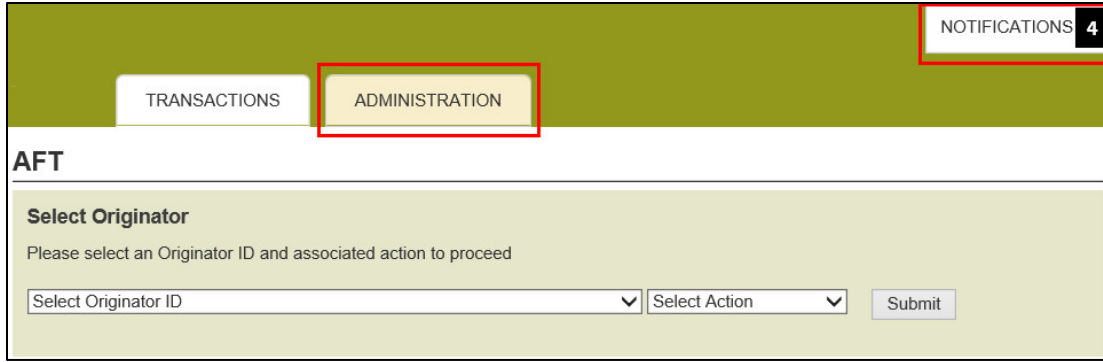 NOTIFICATIONS 4
TRANSACTIONS ADMINISTRATION
AFT
Select Originator
Please select an Originator ID and associated action to proceed
Select Originator ID Select Action Submit